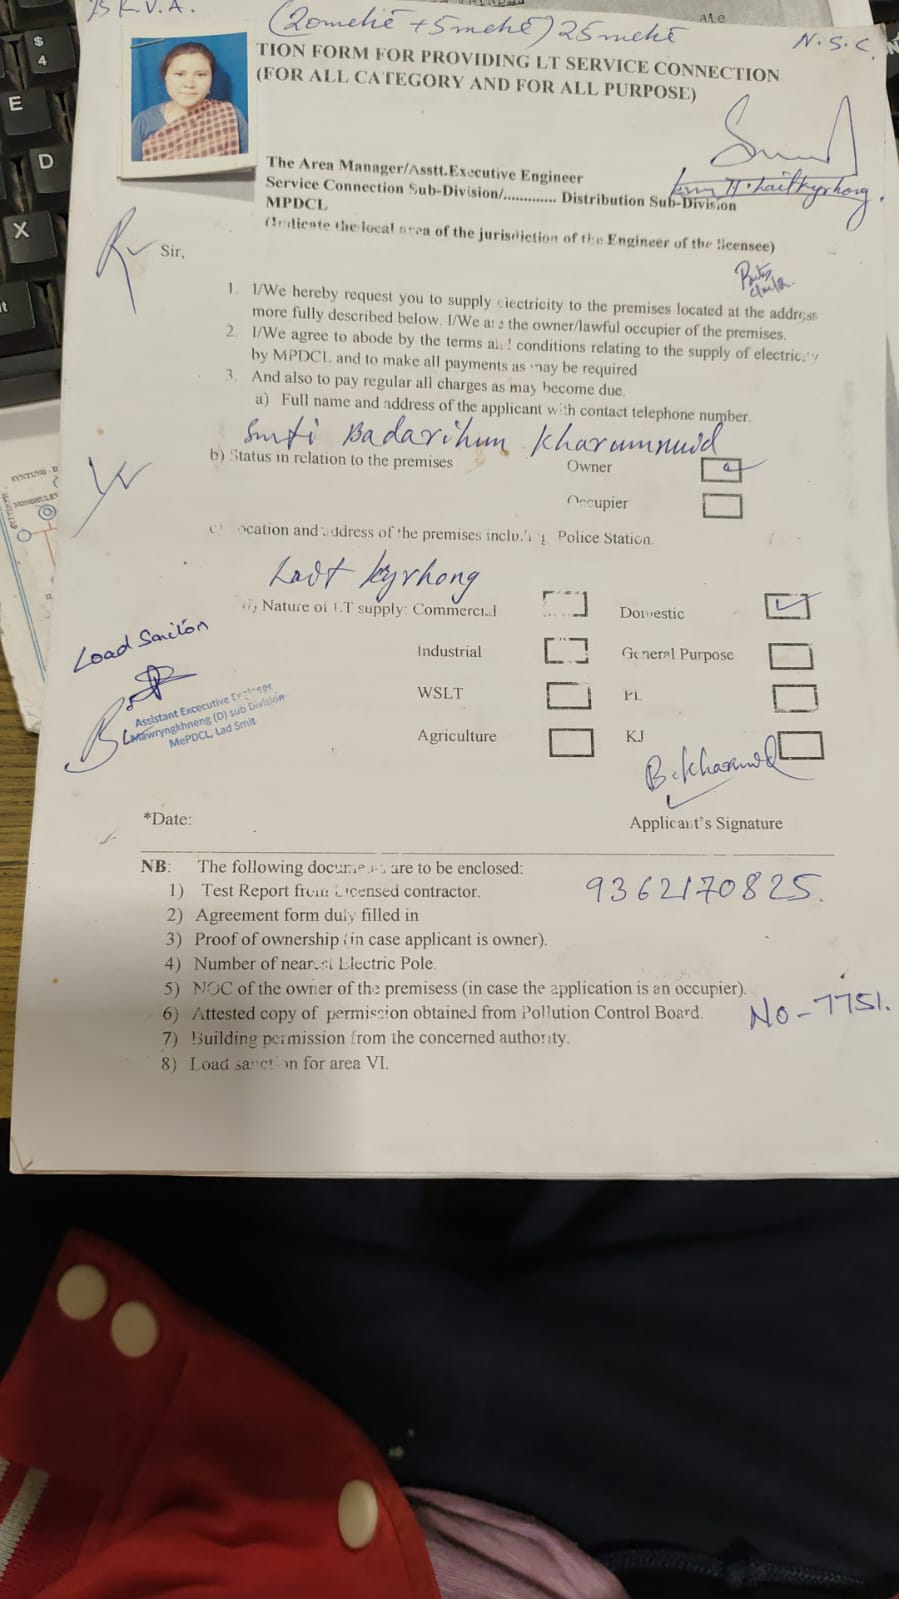 K.V.A.
(20mehē + 5mehē) 25mehē
N.S.C.
TION FORM FOR PROVIDING LT SERVICE CONNECTION
(FOR ALL CATEGORY AND FOR ALL PURPOSE)
The Area Manager/Asstt.Executive Engineer
Service Connection Sub-Division/............. Distribution Sub-Division
MPDCL
(Indicate the local area of the jurisdiction of the Engineer of the licensee)
Sir,
1. I/We hereby request you to supply electricity to the premises located at the address
more fully described below. I/We are the owner/lawful occupier of the premises.
2. I/We agree to abode by the terms and conditions relating to the supply of electricity
by MPDCL and to make all payments as may be required
3. And also to pay regular all charges as may become due.
a) Full name and address of the applicant with contact telephone number.
Smti Badarihun
b) Status in relation to the premises
Owner
Occupier
c) Location and address of the premises including Police Station.
Lait kyrhong
d) Nature of LT supply: Commercial
Domestic
Industrial
General Purpose
WSLT
PL
Agriculture
KJ
Load
Assistant Excecutive Engineer
Mawryngkhneng (D) sub Division
MePDCL, Lad Smit
*Date:
Applicant's Signature
NB: The following documents are to be enclosed:
1) Test Report from Licensed contractor.
9362170825.
2) Agreement form duly filled in
3) Proof of ownership (in case applicant is owner).
4) Number of nearest Electric Pole.
5) NOC of the owner of the premisess (in case the application is an occupier).
6) Attested copy of permission obtained from Pollution Control Board.
No-7751.
7) Building permission from the concerned authority.
8) Load sanction for area VI.
$
4
E
D
X